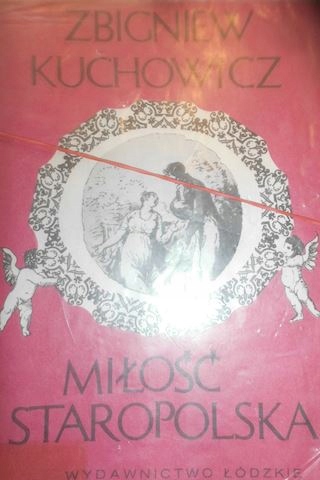 ZBIGNIEW
KUCHOWICZ
MIŁOŚĆ
STAROPOLSKA
WYDAWNICTWO ŁÓDZKIE